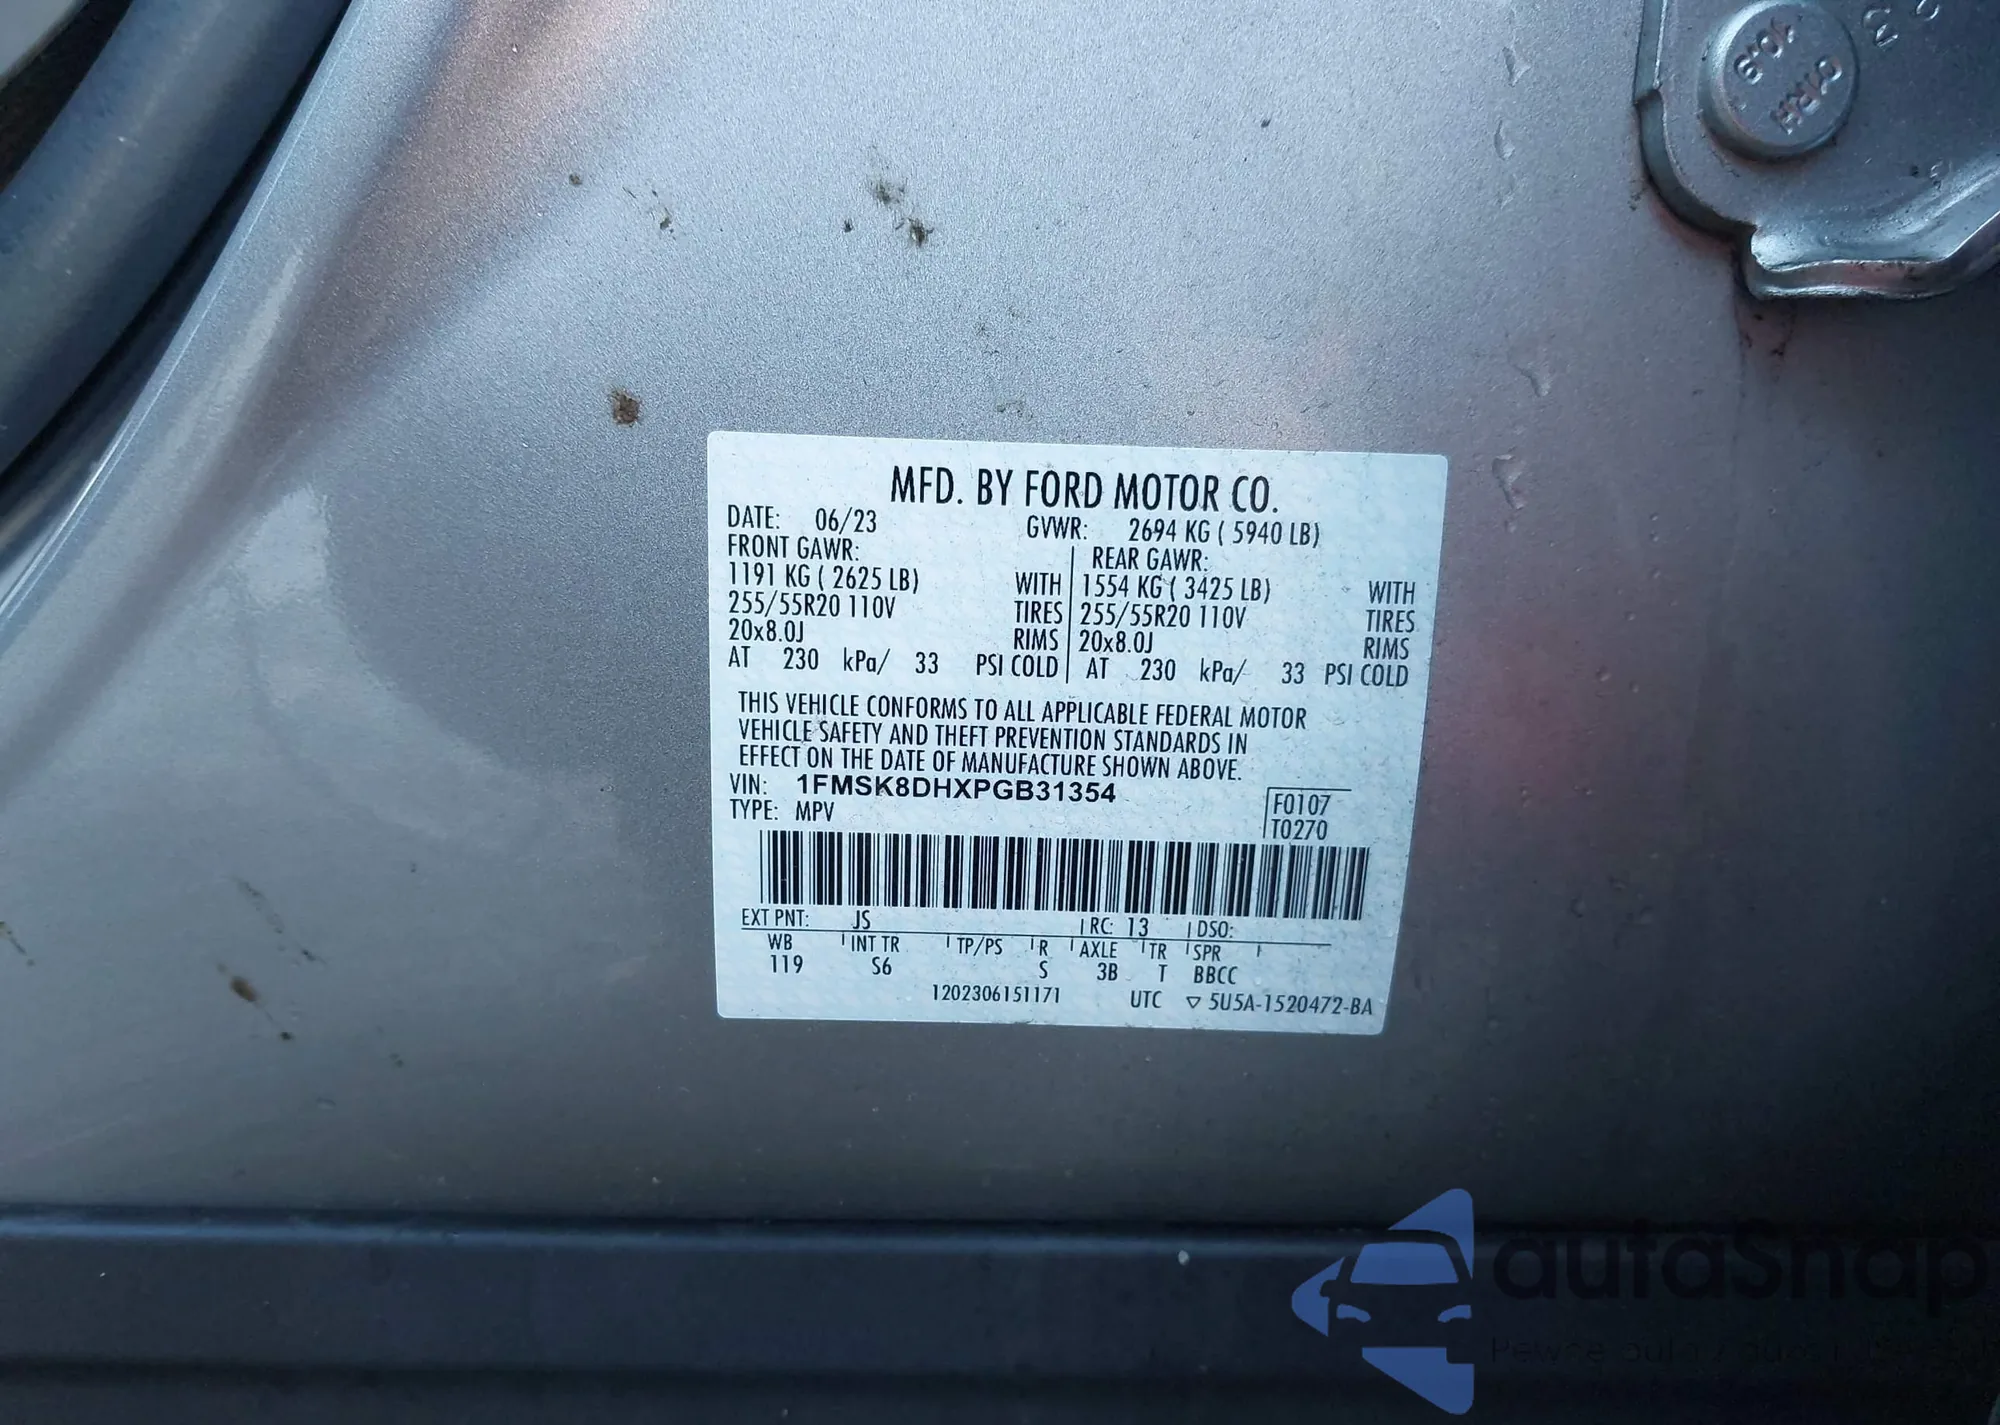 10.8
01RH
MFD. BY FORD MOTOR CO.
DATE: 06/23 GVWR: 2694 KG ( 5940 LB)
FRONT GAWR: REAR GAWR:
1191 KG ( 2625 LB) WITH 1554 KG ( 3425 LB) WITH
255/55R20 110V TIRES 255/55R20 110V TIRES
20x8.0J RIMS 20x8.0J RIMS
AT 230 kPa/ 33 PSI COLD AT 230 kPa/ 33 PSI COLD
THIS VEHICLE CONFORMS TO ALL APPLICABLE FEDERAL MOTOR
VEHICLE SAFETY AND THEFT PREVENTION STANDARDS IN
EFFECT ON THE DATE OF MANUFACTURE SHOWN ABOVE.
VIN: 1FMSK8DHXPGB31354
TYPE: MPV
F0107
T0270
EXT PNT: JS RC: 13 DSO:
WB INT TR TP/PS R AXLE TR SPR
119 S6 S 3B T BBCC
1202306151171 UTC ▽ 5U5A-1520472-BA
autoSnap